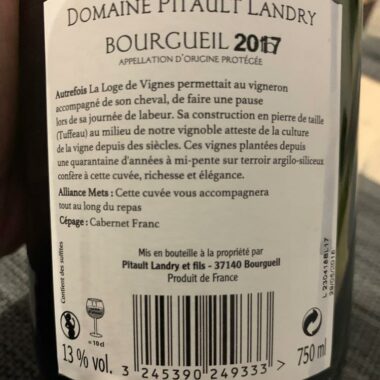 DOMAINE PITAULT LANDRY
BOURGUEIL 2017
APPELLATION D'ORIGINE PROTÉGÉE
Autrefois La Loge de Vignes permettait au vigneron
accompagné de son cheval, de faire une pause
lors de sa journée de labeur. Sa construction en pierre de taille
(Tuffeau) au milieu de notre vignoble atteste de la culture
de la vigne depuis des siècles. Ces vignes plantées depuis
une quarantaine d'années à mi-pente sur terroir argilo-siliceux
confère à cette cuvée, richesse et élégance.
Alliance Mets : Cette cuvée vous accompagnera
tout au long du repas
Cépage : Cabernet Franc
Mis en bouteille à la propriété par
Pitault Landry et fils - 37140 Bourgueil
Produit de France
Contient des sulfites
< 10 cl
13 % vol.
750 ml
3 245390 249333 >